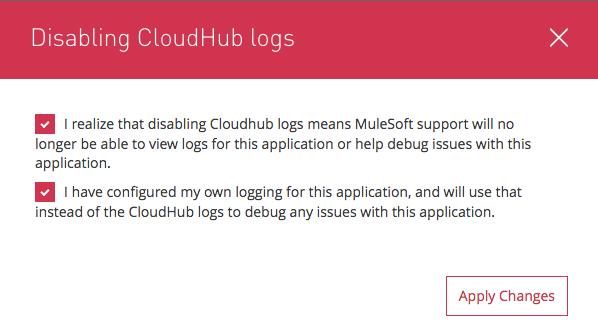 Disabling CloudHub logs
I realize that disabling Cloudhub logs means MuleSoft support will no
longer be able to view logs for this application or help debug issues with this
application.
I have configured my own logging for this application, and will use that
instead of the CloudHub logs to debug any issues with this application.
Apply Changes